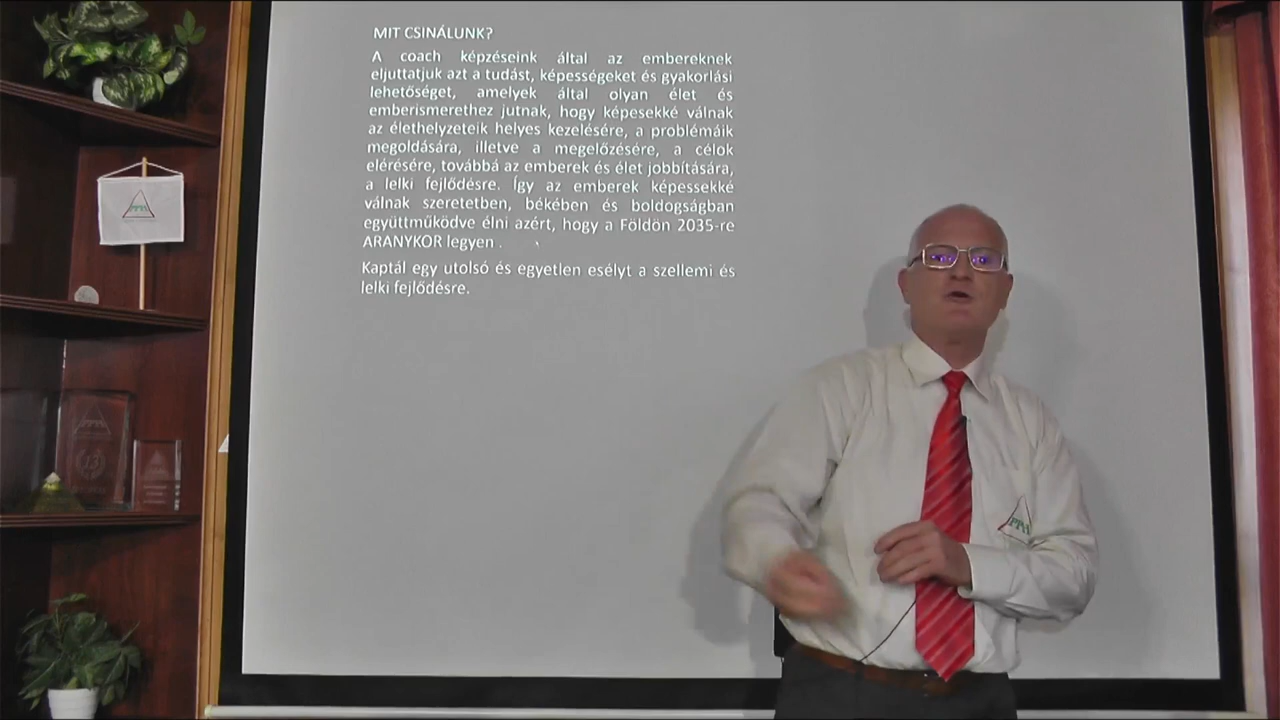 MIT CSINÁLUNK?
A coach képzéseink által az embereknek
eljuttatjuk azt a tudást, képességeket és gyakorlási
lehetőséget, amelyek által olyan élet és
emberismerethez jutnak, hogy képesekké válnak
az élethelyzeteik helyes kezelésére, a problémáik
megoldására, illetve a megelőzésére, a célok
elérésére, továbbá az emberek és élet jobbítására,
a lelki fejlődésre. Így az emberek képessekké
válnak szeretetben, békében és boldogságban
együttműködve élni azért, hogy a Földön 2035-re
ARANYKOR legyen .
Kaptál egy utolsó és egyetlen esélyt a szellemi és
lelki fejlődésre.